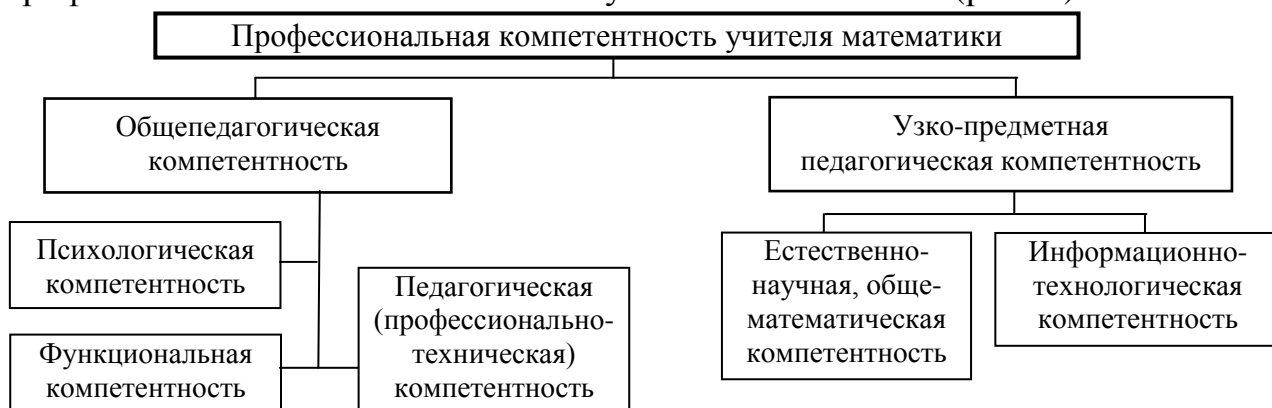 Профессиональная компетентность учителя математики
Общепедагогическая
компетентность
Узко-предметная
педагогическая компетентность
Психологическая
компетентность
Функциональная
компетентность
Педагогическая
(профессионально-
техническая)
компетентность
Естественно-
научная, обще-
математическая
компетентность
Информационно-
технологическая
компетентность